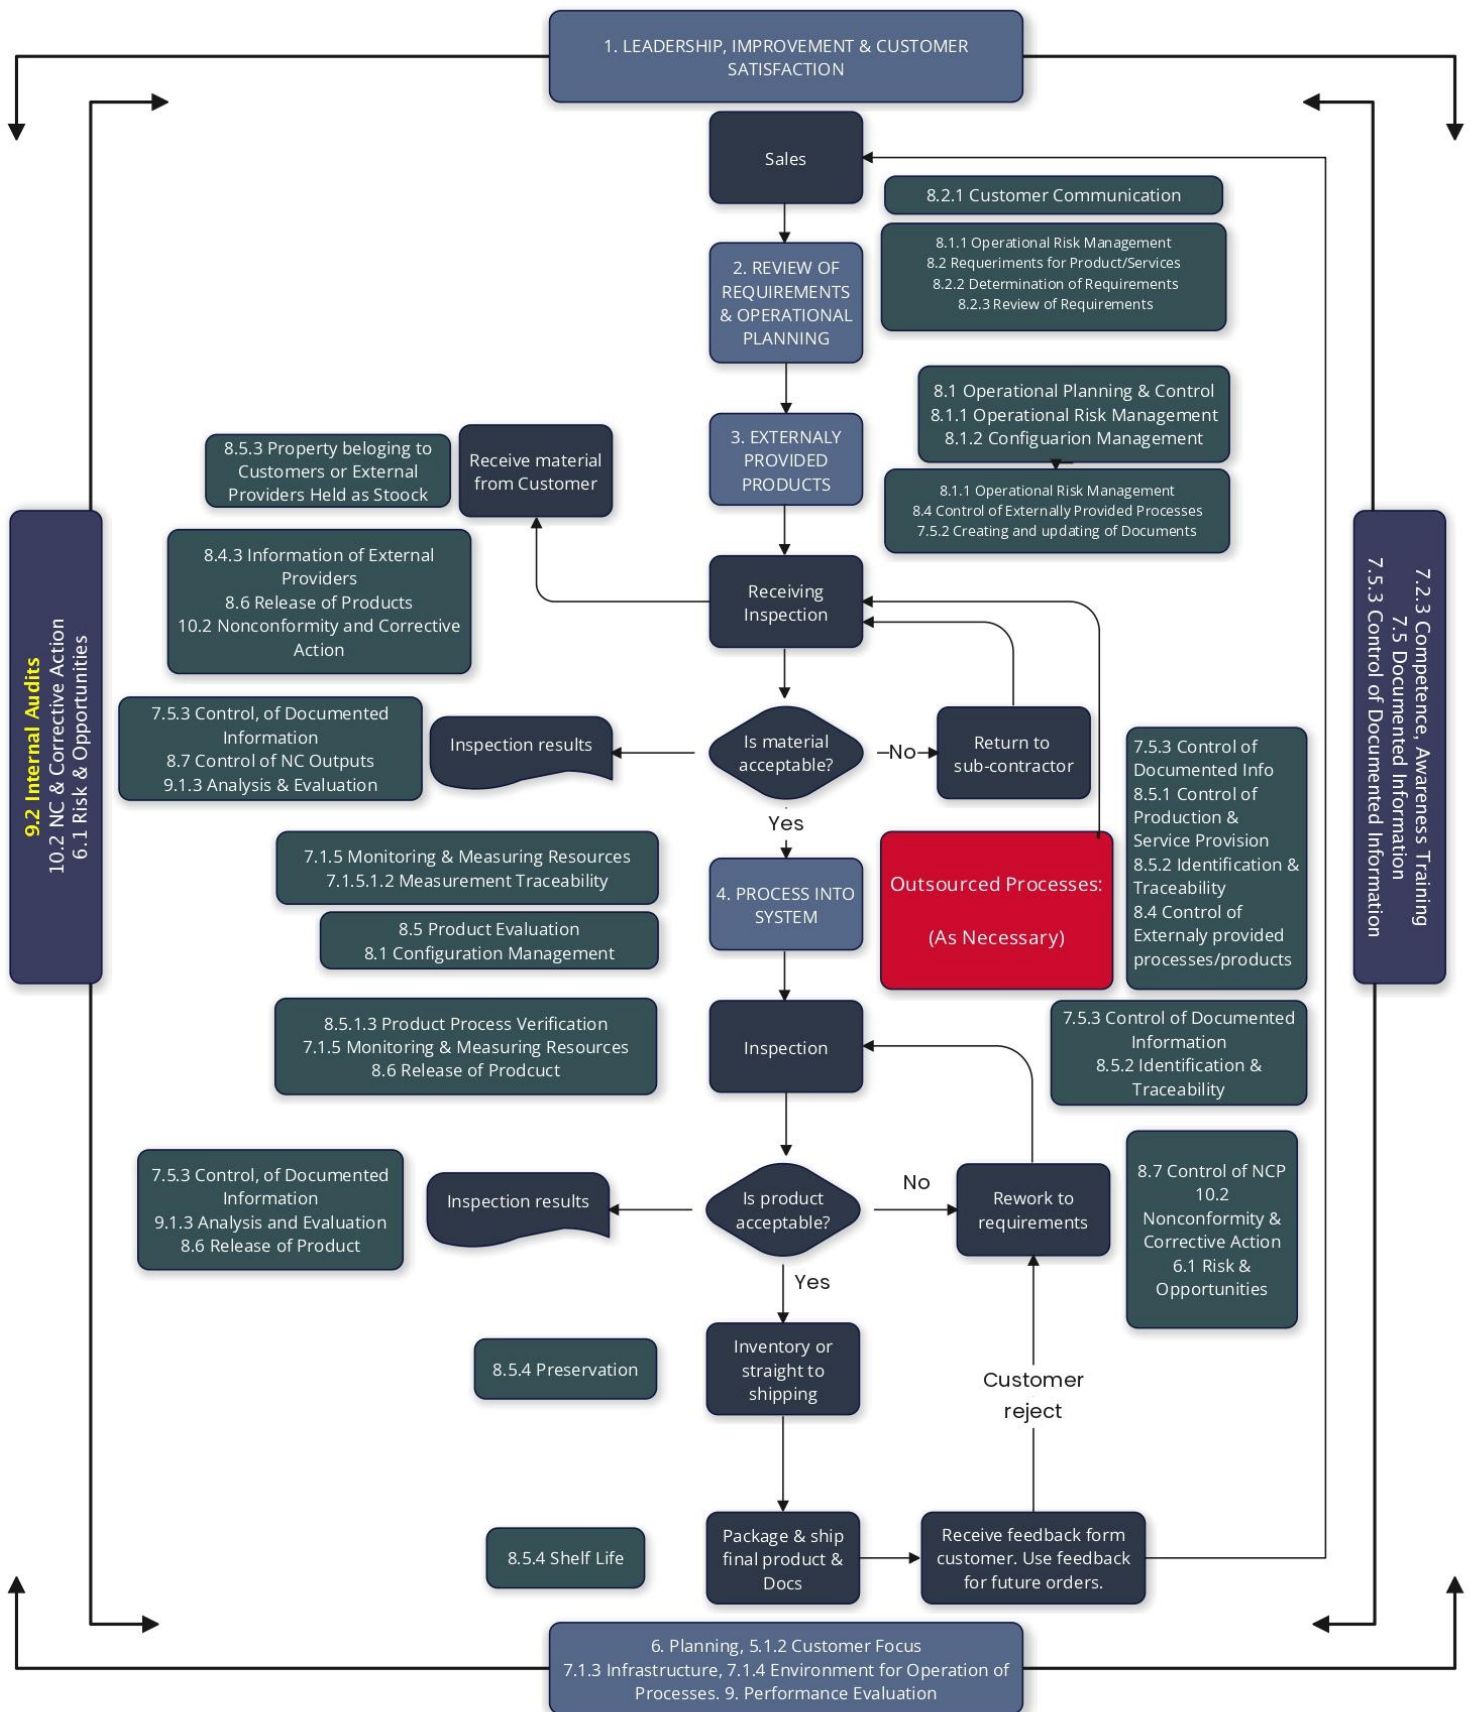 1. LEADERSHIP, IMPROVEMENT & CUSTOMER
SATISFACTION
Sales
8.2.1 Customer Communication
8.1.1 Operational Risk Management
8.2 Requeriments for Product/Services
8.2.2 Determination of Requirements
8.2.3 Review of Requirements
2. REVIEW OF
REQUIREMENTS
& OPERATIONAL
PLANNING
8.1 Operational Planning & Control
8.1.1 Operational Risk Management
8.1.2 Configuarion Management
3. EXTERNALY
PROVIDED
PRODUCTS
Receive material
from Customer
8.5.3 Property beloging to
Customers or External
Providers Held as Stoock
8.1.1 Operational Risk Management
8.4 Control of Externally Provided Processes
7.5.2 Creating and updating of Documents
8.4.3 Information of External
Providers
8.6 Release of Products
10.2 Nonconformity and Corrective
Action
Receiving
Inspection
9.2 Internal Audits
10.2 NC & Corrective Action
6.1 Risk & Opportunities
7.2.3 Competence, Awareness Training
7.5 Documented Information
7.5.3 Control of Documented Information
7.5.3 Control, of Documented
Information
8.7 Control of NC Outputs
9.1.3 Analysis & Evaluation
Inspection results
Is material
acceptable?
No
Return to
sub-contractor
Yes
7.5.3 Control of
Documented Info
8.5.1 Control of
Production &
Service Provision
8.5.2 Identification &
Traceability
8.4 Control of
Externaly provided
processes/products
7.1.5 Monitoring & Measuring Resources
7.1.5.1.2 Measurement Traceability
4. PROCESS INTO
SYSTEM
Outsourced Processes:
(As Necessary)
8.5 Product Evaluation
8.1 Configuration Management
8.5.1.3 Product Process Verification
7.1.5 Monitoring & Measuring Resources
8.6 Release of Prodcuct
Inspection
7.5.3 Control of Documented
Information
8.5.2 Identification &
Traceability
7.5.3 Control, of Documented
Information
9.1.3 Analysis and Evaluation
8.6 Release of Product
Inspection results
Is product
acceptable?
No
Rework to
requirements
8.7 Control of NCP
10.2
Nonconformity &
Corrective Action
6.1 Risk &
Opportunities
Yes
8.5.4 Preservation
Inventory or
straight to
shipping
Customer
reject
8.5.4 Shelf Life
Package & ship
final product &
Docs
Receive feedback form
customer. Use feedback
for future orders.
6. Planning, 5.1.2 Customer Focus
7.1.3 Infrastructure, 7.1.4 Environment for Operation of
Processes. 9. Performance Evaluation